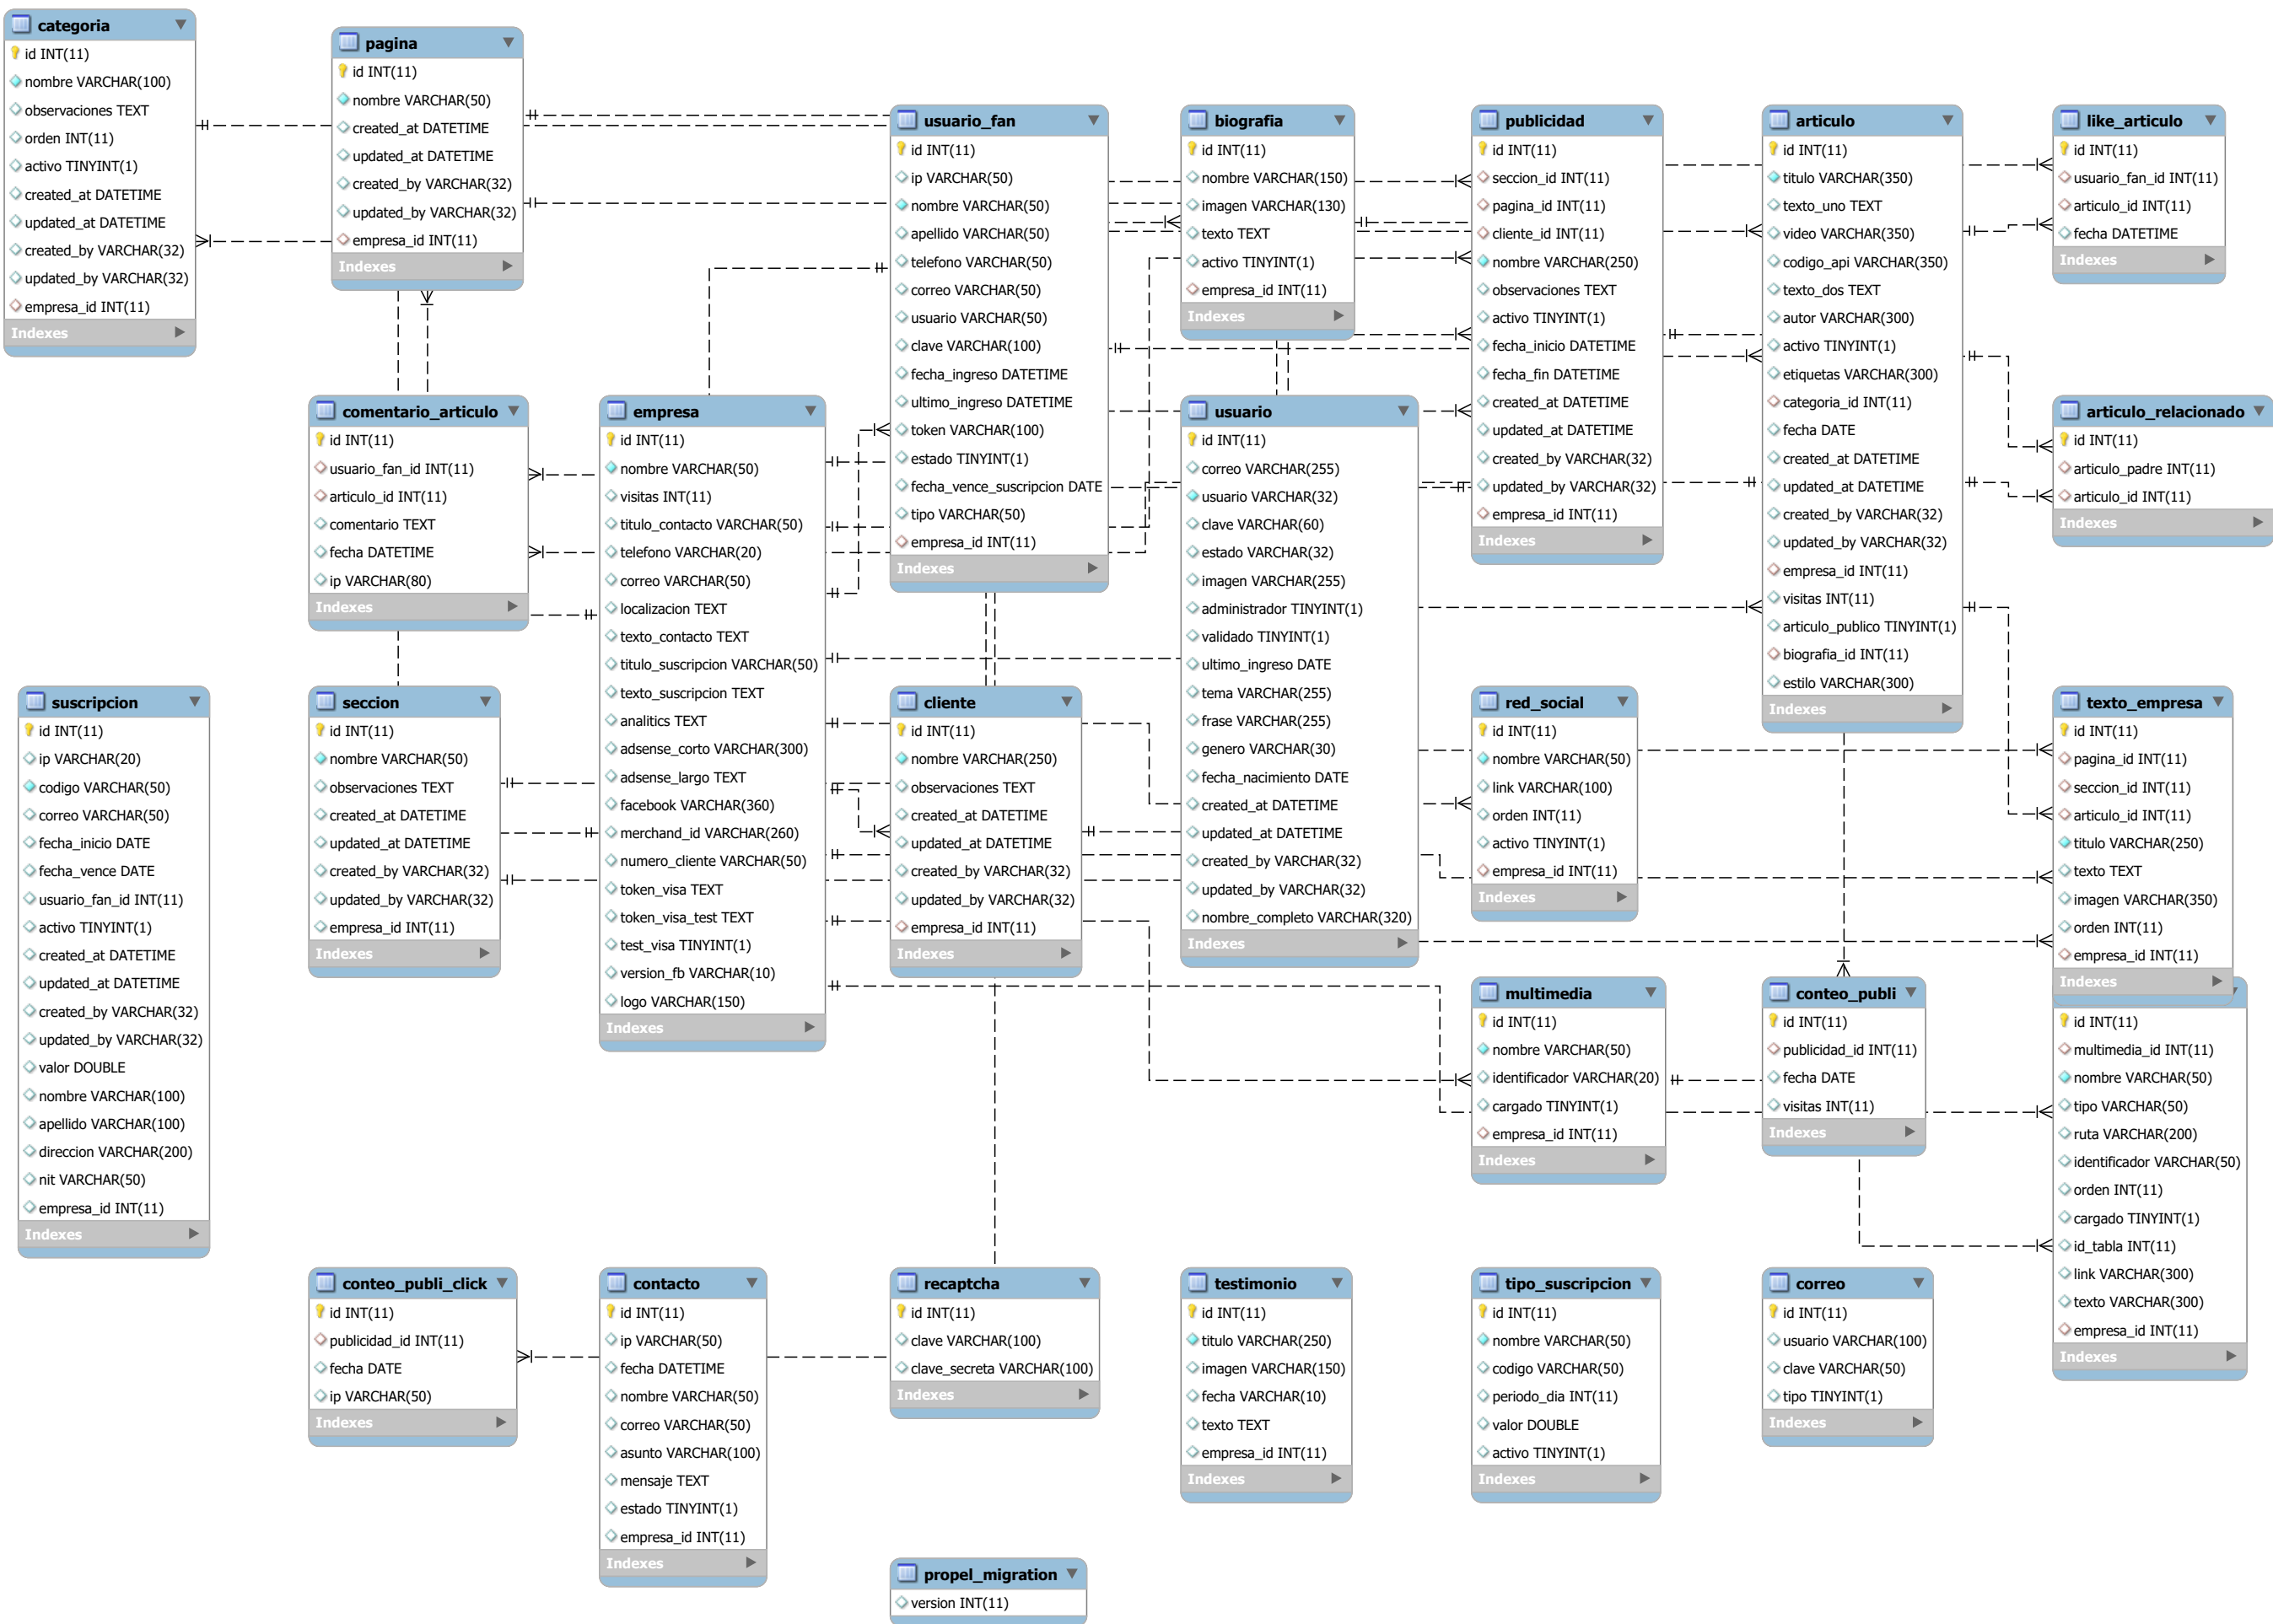 categoria
id INT(11)
nombre VARCHAR(100)
observaciones TEXT
orden INT(11)
activo TINYINT(1)
created_at DATETIME
updated_at DATETIME
created_by VARCHAR(32)
updated_by VARCHAR(32)
empresa_id INT(11)
Indexes
pagina
id INT(11)
nombre VARCHAR(50)
created_at DATETIME
updated_at DATETIME
created_by VARCHAR(32)
updated_by VARCHAR(32)
empresa_id INT(11)
Indexes
usuario_fan
id INT(11)
ip VARCHAR(50)
nombre VARCHAR(50)
apellido VARCHAR(50)
telefono VARCHAR(50)
correo VARCHAR(50)
usuario VARCHAR(50)
clave VARCHAR(100)
fecha_ingreso DATETIME
ultimo_ingreso DATETIME
token VARCHAR(100)
estado TINYINT(1)
fecha_vence_suscripcion DATE
tipo VARCHAR(50)
empresa_id INT(11)
Indexes
biografia
id INT(11)
nombre VARCHAR(150)
imagen VARCHAR(130)
texto TEXT
activo TINYINT(1)
empresa_id INT(11)
Indexes
publicidad
id INT(11)
seccion_id INT(11)
pagina_id INT(11)
cliente_id INT(11)
nombre VARCHAR(250)
observaciones TEXT
activo TINYINT(1)
fecha_inicio DATETIME
fecha_fin DATETIME
created_at DATETIME
updated_at DATETIME
created_by VARCHAR(32)
updated_by VARCHAR(32)
empresa_id INT(11)
Indexes
articulo
id INT(11)
titulo VARCHAR(350)
texto_uno TEXT
video VARCHAR(350)
codigo_api VARCHAR(350)
texto_dos TEXT
autor VARCHAR(300)
activo TINYINT(1)
etiquetas VARCHAR(300)
categoria_id INT(11)
fecha DATE
created_at DATETIME
updated_at DATETIME
created_by VARCHAR(32)
updated_by VARCHAR(32)
empresa_id INT(11)
visitas INT(11)
articulo_publico TINYINT(1)
biografia_id INT(11)
estilo VARCHAR(300)
Indexes
like_articulo
id INT(11)
usuario_fan_id INT(11)
articulo_id INT(11)
fecha DATETIME
Indexes
comentario_articulo
id INT(11)
usuario_fan_id INT(11)
articulo_id INT(11)
comentario TEXT
fecha DATETIME
ip VARCHAR(80)
Indexes
empresa
id INT(11)
nombre VARCHAR(50)
visitas INT(11)
titulo_contacto VARCHAR(50)
telefono VARCHAR(20)
correo VARCHAR(50)
localizacion TEXT
texto_contacto TEXT
titulo_suscripcion VARCHAR(50)
texto_suscripcion TEXT
analitics TEXT
adsense_corto VARCHAR(300)
adsense_largo TEXT
facebook VARCHAR(360)
merchand_id VARCHAR(260)
numero_cliente VARCHAR(50)
token_visa TEXT
token_visa_test TEXT
test_visa TINYINT(1)
version_fb VARCHAR(10)
logo VARCHAR(150)
Indexes
usuario
id INT(11)
correo VARCHAR(255)
usuario VARCHAR(32)
clave VARCHAR(60)
estado VARCHAR(32)
imagen VARCHAR(255)
administrador TINYINT(1)
validado TINYINT(1)
ultimo_ingreso DATE
tema VARCHAR(255)
frase VARCHAR(255)
genero VARCHAR(30)
fecha_nacimiento DATE
created_at DATETIME
updated_at DATETIME
created_by VARCHAR(32)
updated_by VARCHAR(32)
nombre_completo VARCHAR(320)
Indexes
articulo_relacionado
id INT(11)
articulo_padre INT(11)
articulo_id INT(11)
Indexes
suscripcion
id INT(11)
ip VARCHAR(20)
codigo VARCHAR(50)
correo VARCHAR(50)
fecha_inicio DATE
fecha_vence DATE
usuario_fan_id INT(11)
activo TINYINT(1)
created_at DATETIME
updated_at DATETIME
created_by VARCHAR(32)
updated_by VARCHAR(32)
valor DOUBLE
nombre VARCHAR(100)
apellido VARCHAR(100)
direccion VARCHAR(200)
nit VARCHAR(50)
empresa_id INT(11)
Indexes
seccion
id INT(11)
nombre VARCHAR(50)
observaciones TEXT
created_at DATETIME
updated_at DATETIME
created_by VARCHAR(32)
updated_by VARCHAR(32)
empresa_id INT(11)
Indexes
cliente
id INT(11)
nombre VARCHAR(250)
observaciones TEXT
created_at DATETIME
updated_at DATETIME
created_by VARCHAR(32)
updated_by VARCHAR(32)
empresa_id INT(11)
Indexes
red_social
id INT(11)
nombre VARCHAR(50)
link VARCHAR(100)
orden INT(11)
activo TINYINT(1)
empresa_id INT(11)
Indexes
texto_empresa
id INT(11)
pagina_id INT(11)
seccion_id INT(11)
articulo_id INT(11)
titulo VARCHAR(250)
texto TEXT
imagen VARCHAR(350)
orden INT(11)
empresa_id INT(11)
Indexes
multimedia
id INT(11)
nombre VARCHAR(50)
identificador VARCHAR(20)
cargado TINYINT(1)
empresa_id INT(11)
Indexes
conteo_publi
id INT(11)
publicidad_id INT(11)
fecha DATE
visitas INT(11)
Indexes
id INT(11)
multimedia_id INT(11)
nombre VARCHAR(50)
tipo VARCHAR(50)
ruta VARCHAR(200)
identificador VARCHAR(50)
orden INT(11)
cargado TINYINT(1)
id_tabla INT(11)
link VARCHAR(300)
texto VARCHAR(300)
empresa_id INT(11)
Indexes
conteo_publi_click
id INT(11)
publicidad_id INT(11)
fecha DATE
ip VARCHAR(50)
Indexes
contacto
id INT(11)
ip VARCHAR(50)
fecha DATETIME
nombre VARCHAR(50)
correo VARCHAR(50)
asunto VARCHAR(100)
mensaje TEXT
estado TINYINT(1)
empresa_id INT(11)
Indexes
recaptcha
id INT(11)
clave VARCHAR(100)
clave_secreta VARCHAR(100)
Indexes
testimonio
id INT(11)
titulo VARCHAR(250)
imagen VARCHAR(150)
fecha VARCHAR(10)
texto TEXT
empresa_id INT(11)
Indexes
tipo_suscripcion
id INT(11)
nombre VARCHAR(50)
codigo VARCHAR(50)
periodo_dia INT(11)
valor DOUBLE
activo TINYINT(1)
Indexes
correo
id INT(11)
usuario VARCHAR(100)
clave VARCHAR(50)
tipo TINYINT(1)
Indexes
propel_migration
version INT(11)